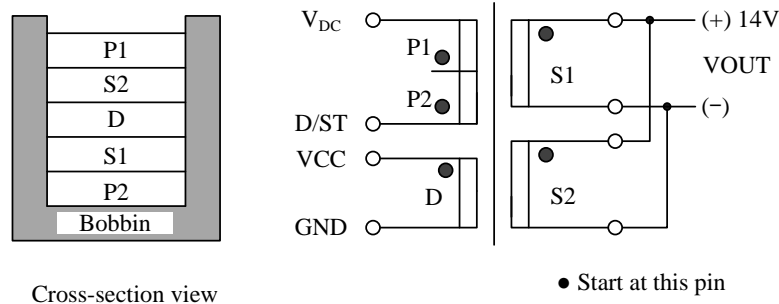 P1
S2
D
S1
P2
Bobbin
Cross-section view
VDC
P1
P2
D/ST
VCC
D
GND
S1
S2
(+) 14V
VOUT
(−)
● Start at this pin